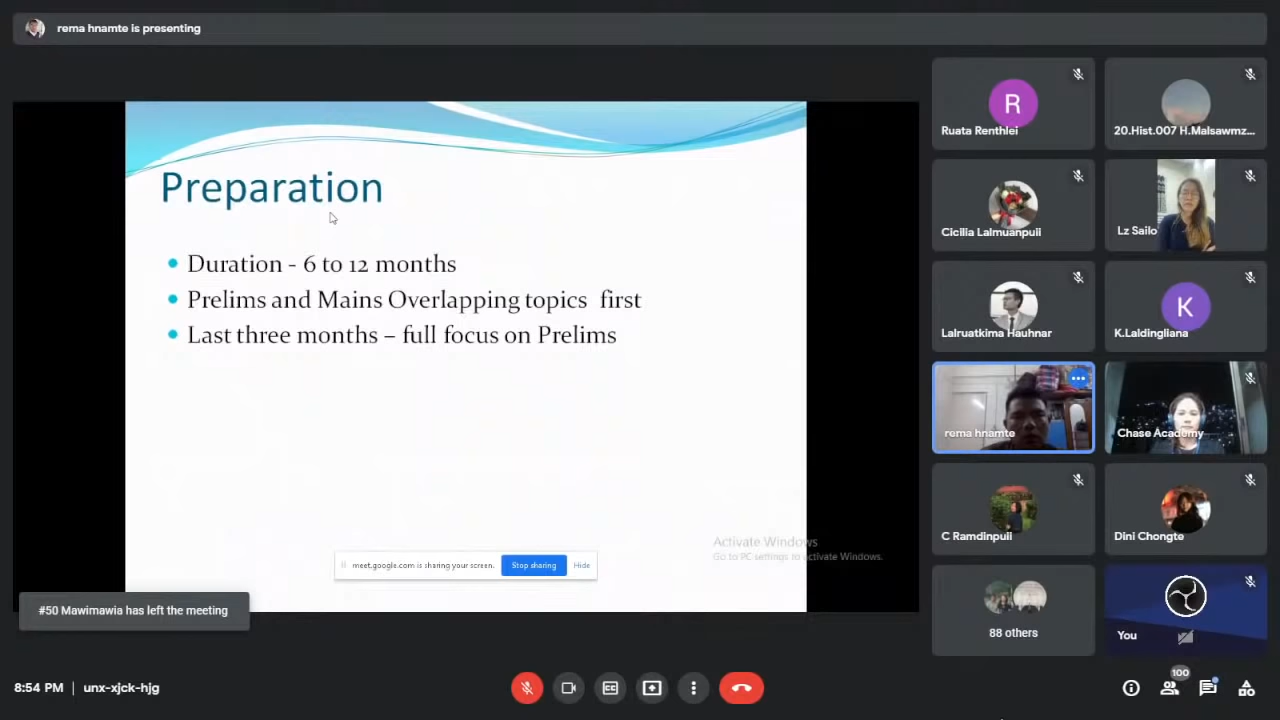 rema hnamte is presenting
Preparation
Duration - 6 to 12 months
Prelims and Mains Overlapping topics first
Last three months – full focus on Prelims
Activate Windows
Go to PC settings to activate Windows.
meet.google.com is sharing your screen.
Stop sharing
Hide
#50 Mawimawia has left the meeting
R
Ruata Renthlei
20.Hist.007 H.Malsawmz...
Cicilia Lalmuanpuii
Lz Sailo
Lalruatkima Hauhnar
K
K.Laldingliana
rema hnamte
Chase Academy
C Ramdinpuii
Dini Chongte
88 others
You
8:54 PM | unx-xjck-hjg
CC
100